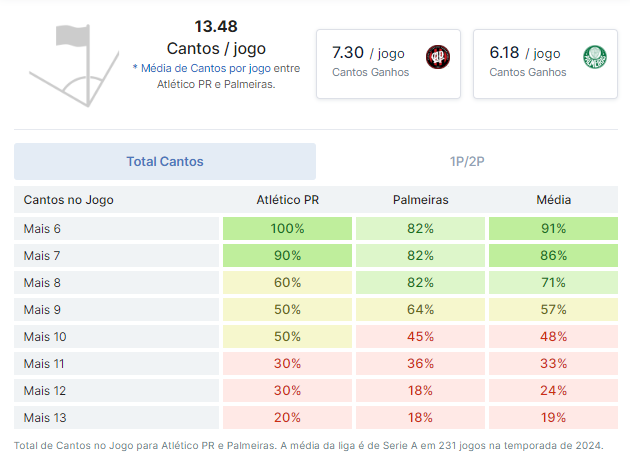 13.48
Cantos / jogo
* Média de Cantos por jogo entre
Atlético PR e Palmeiras.
7.30 / jogo
Cantos Ganhos
6.18 / jogo
Cantos Ganhos
PALMEIRAS
Total Cantos 1P/2P
Cantos no Jogo Atlético PR Palmeiras Média
Mais 6 100% 82% 91%
Mais 7 90% 82% 86%
Mais 8 60% 82% 71%
Mais 9 50% 64% 57%
Mais 10 50% 45% 48%
Mais 11 30% 36% 33%
Mais 12 30% 18% 24%
Mais 13 20% 18% 19%
Total de Cantos no Jogo para Atlético PR e Palmeiras. A média da liga é de Serie A em 231 jogos na temporada de 2024.